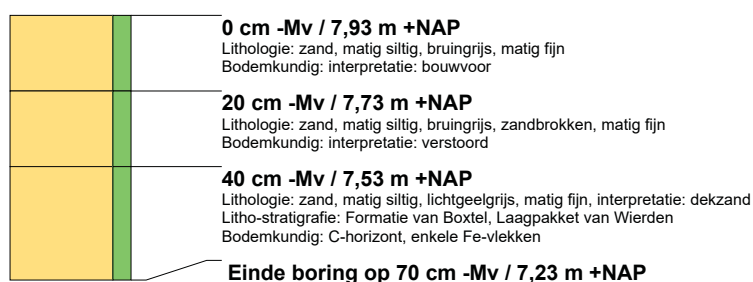 0 cm -Mv / 7,93 m +NAP
Lithologie: zand, matig siltig, bruingrijs, matig fijn
Bodemkundig: interpretatie: bouwvoor
20 cm -Mv / 7,73 m +NAP
Lithologie: zand, matig siltig, bruingrijs, zandbrokken, matig fijn
Bodemkundig: interpretatie: verstoord
40 cm -Mv / 7,53 m +NAP
Lithologie: zand, matig siltig, lichtgeelgrijs, matig fijn, interpretatie: dekzand
Litho-stratigrafie: Formatie van Boxtel, Laagpakket van Wierden
Bodemkundig: C-horizont, enkele Fe-vlekken
Einde boring op 70 cm -Mv / 7,23 m +NAP